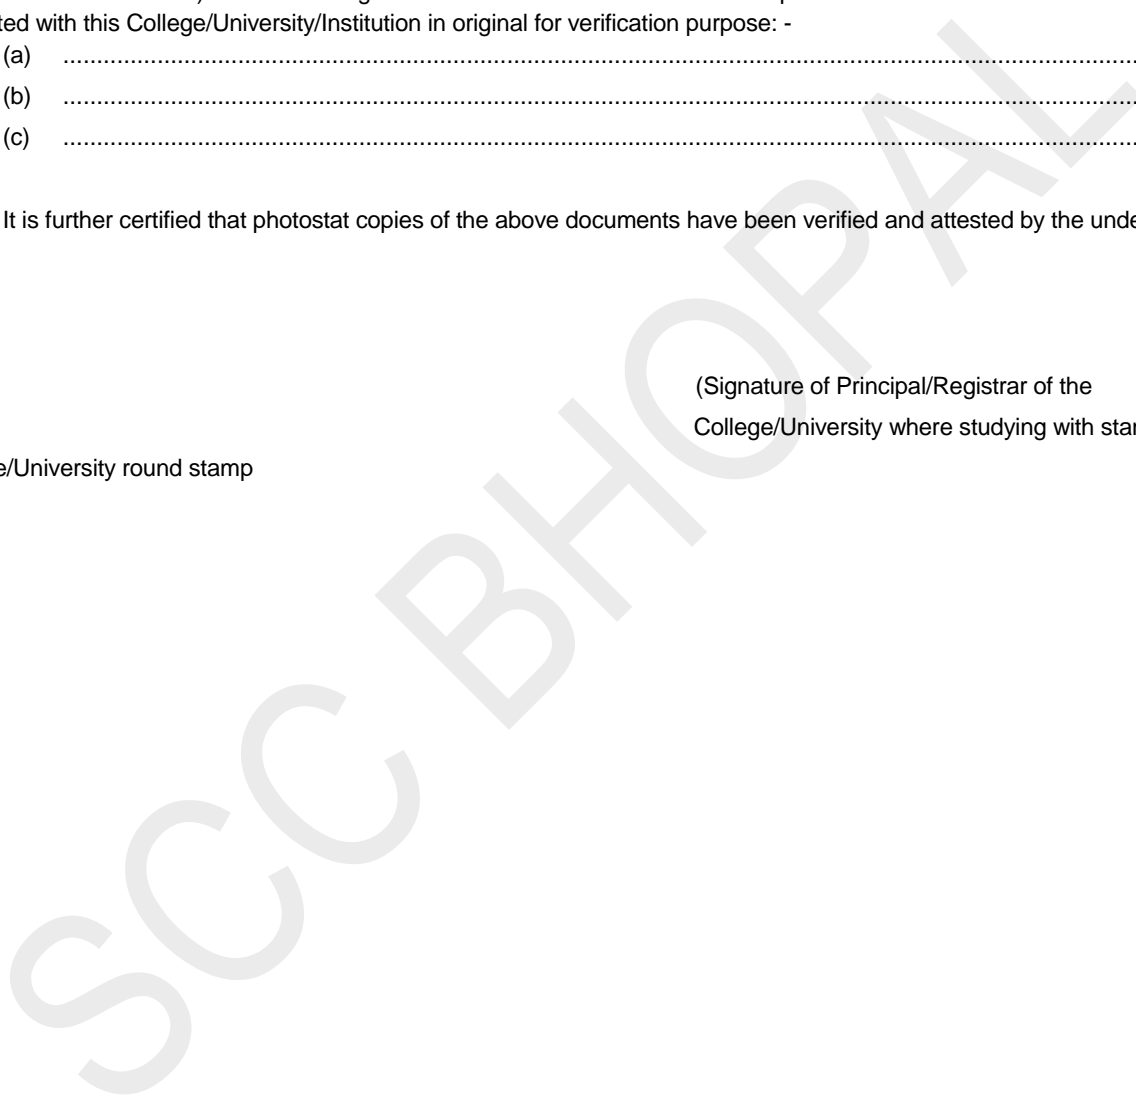 ted with this College/University/Institution in original for verification purpose: -
(a) ....................................................................................................................................................................
(b) ....................................................................................................................................................................
(c) ....................................................................................................................................................................
It is further certified that photostat copies of the above documents have been verified and attested by the unde
(Signature of Principal/Registrar of the
College/University where studying with star
e/University round stamp
SCC BHOPAL